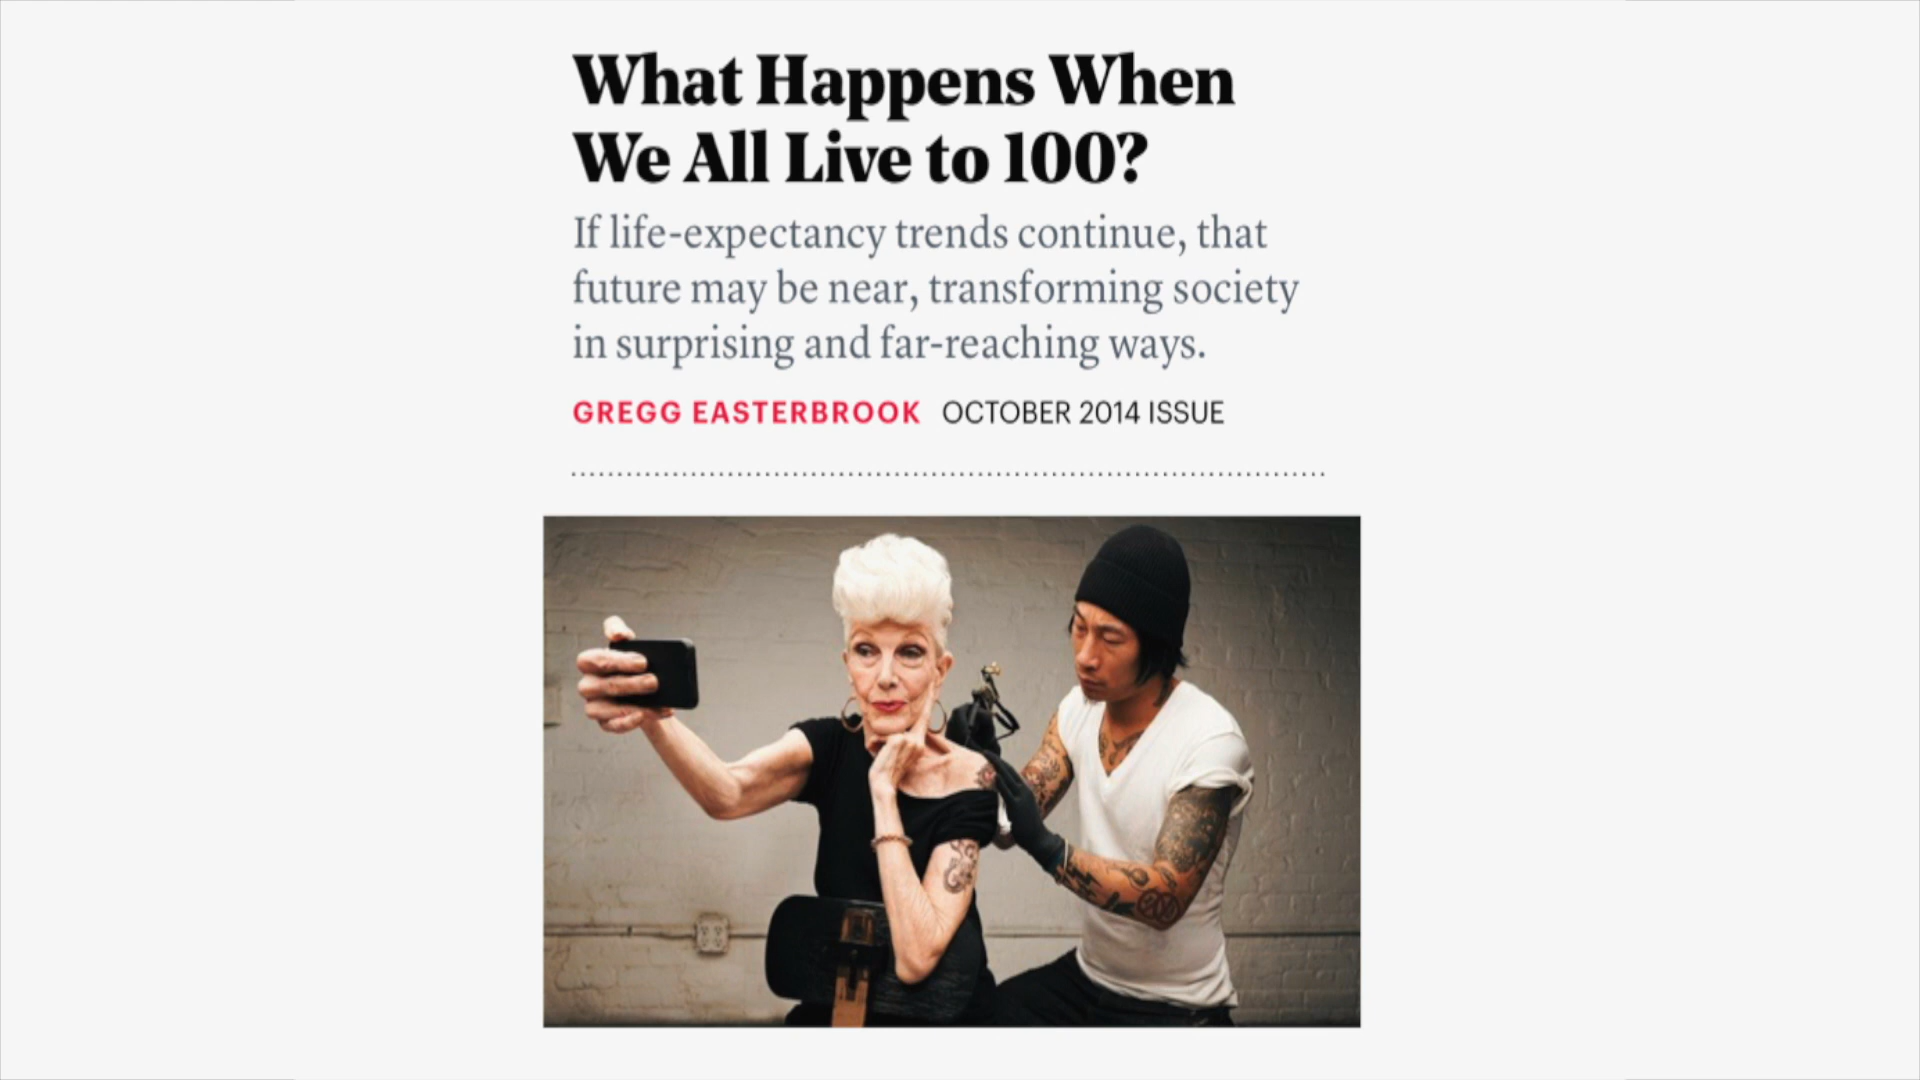 What Happens When
We All Live to 100?
If life-expectancy trends continue, that
future may be near, transforming society
in surprising and far-reaching ways.
GREGG EASTERBROOK OCTOBER 2014 ISSUE